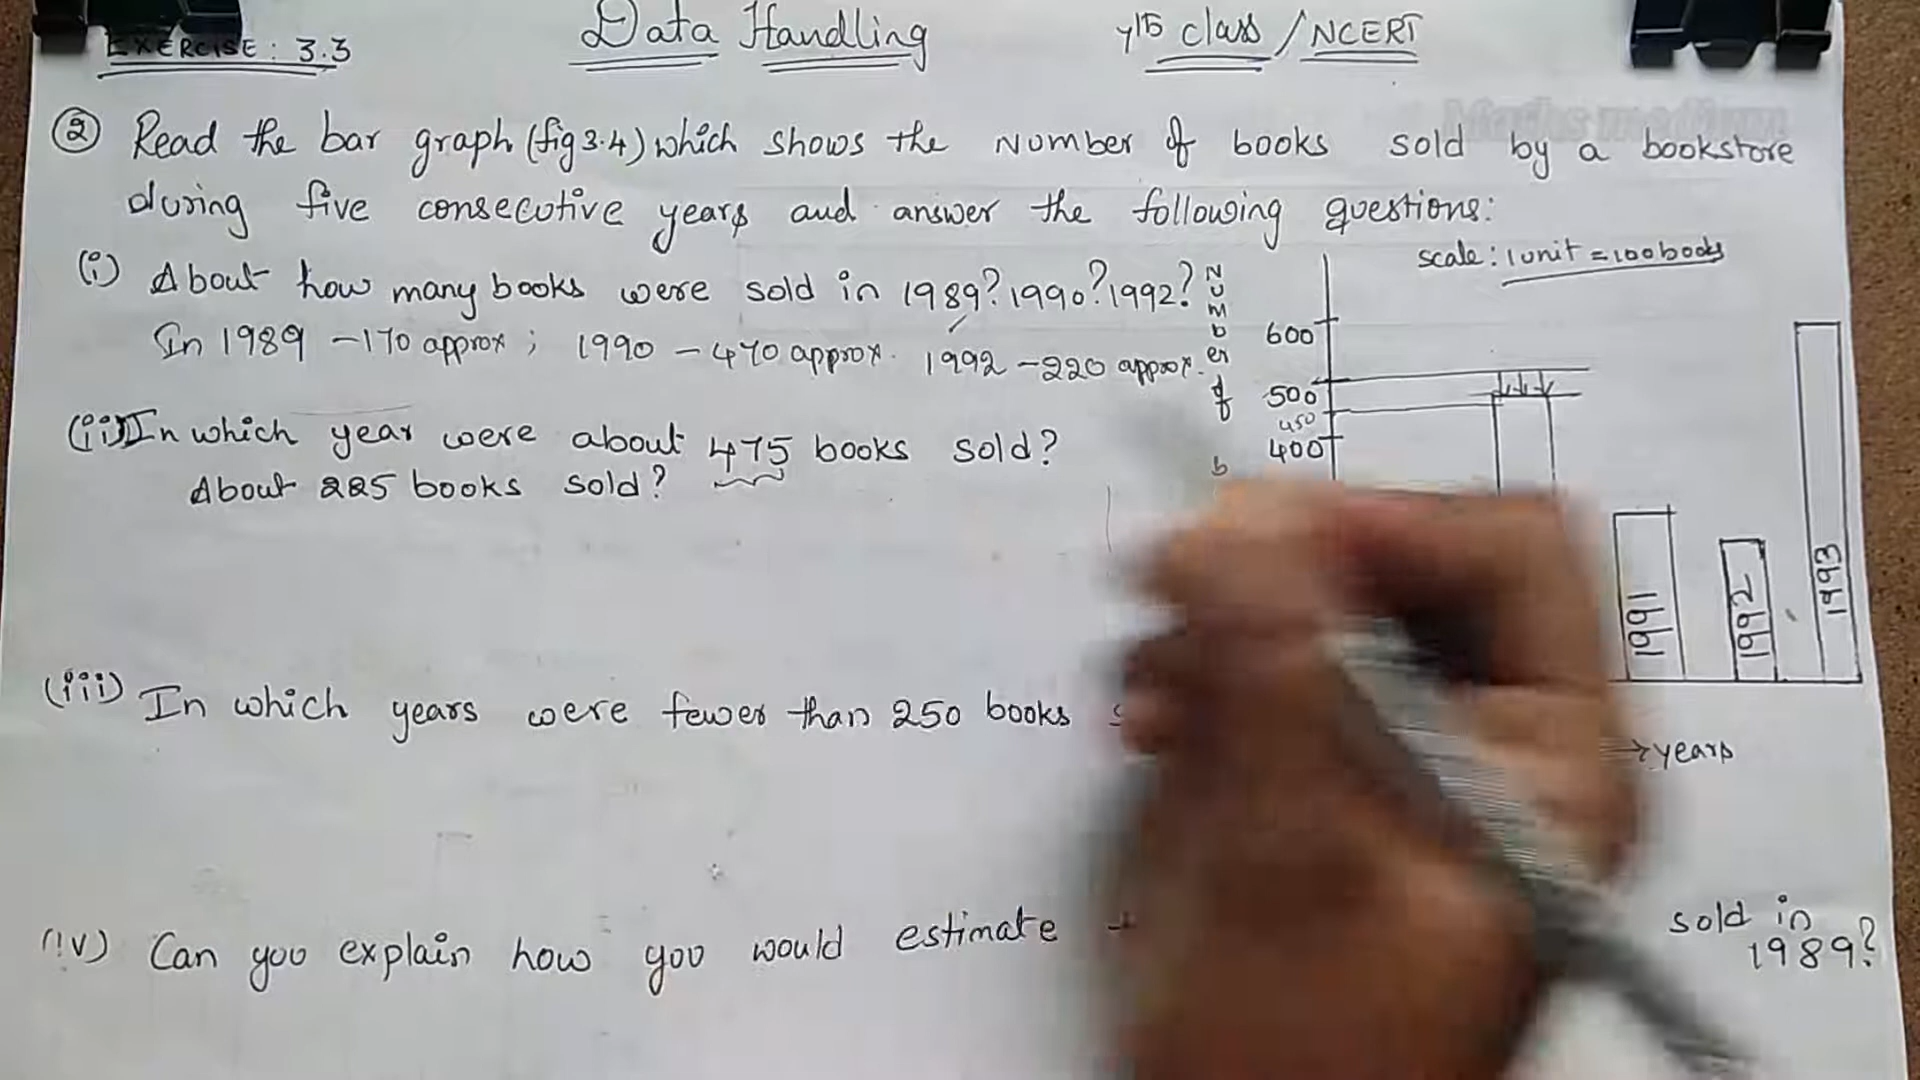 EXERCISE: 3.3
Data Handling
7th class / NCERT
Maths medium
② Read the bar graph (fig 3.4) which shows the Number of books sold by a bookstore
during five consecutive years and answer the following questions:
scale: 1 unit = 100 books
(i) About how many books were sold in 1989? 1990? 1992?
In 1989 - 170 approx ; 1990 - 470 approx. 1992 - 220 approx.
(ii) In which year were about 475 books sold?
About 225 books sold?
Number of b
600
500
450
400
1991
1992
1993
→ years
(iii) In which years were fewer than 250 books
(iv) Can you explain how you would estimate
sold in
1989?